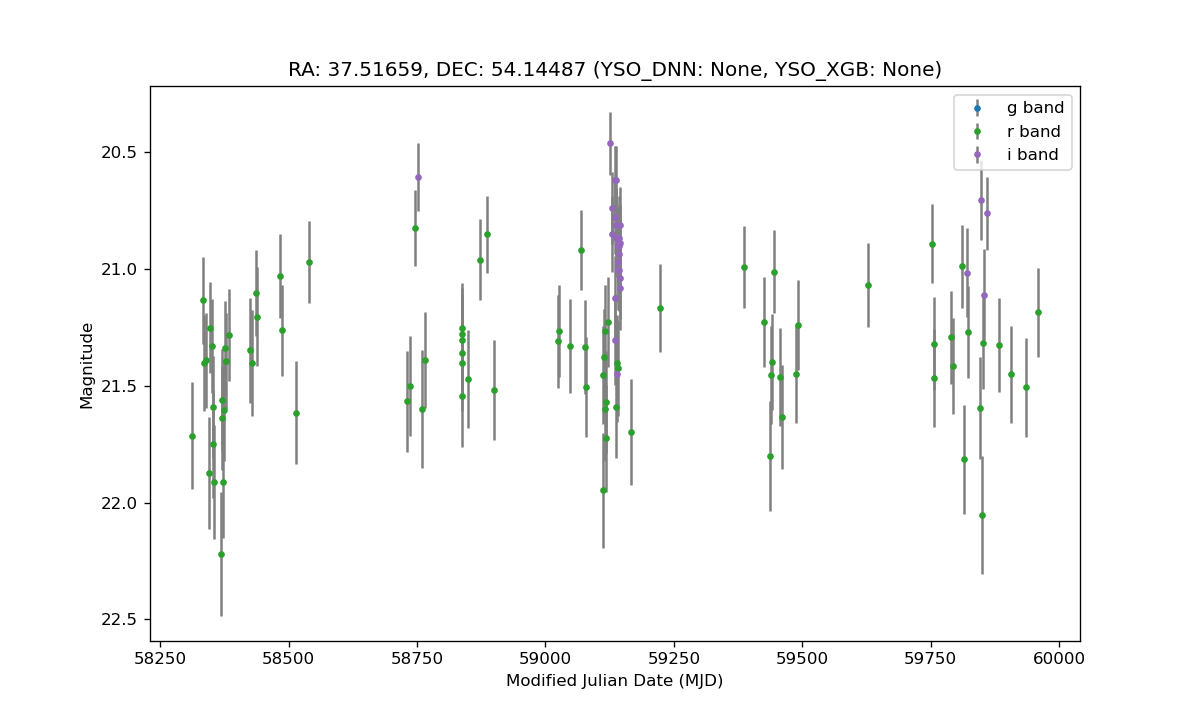 RA: 37.51659, DEC: 54.14487 (YSO_DNN: None, YSO_XGB: None)
g band
r band
i band
20.5
21.0
21.5
22.0
22.5
Magnitude
58250 58500 58750 59000 59250 59500 59750 60000
Modified Julian Date (MJD)